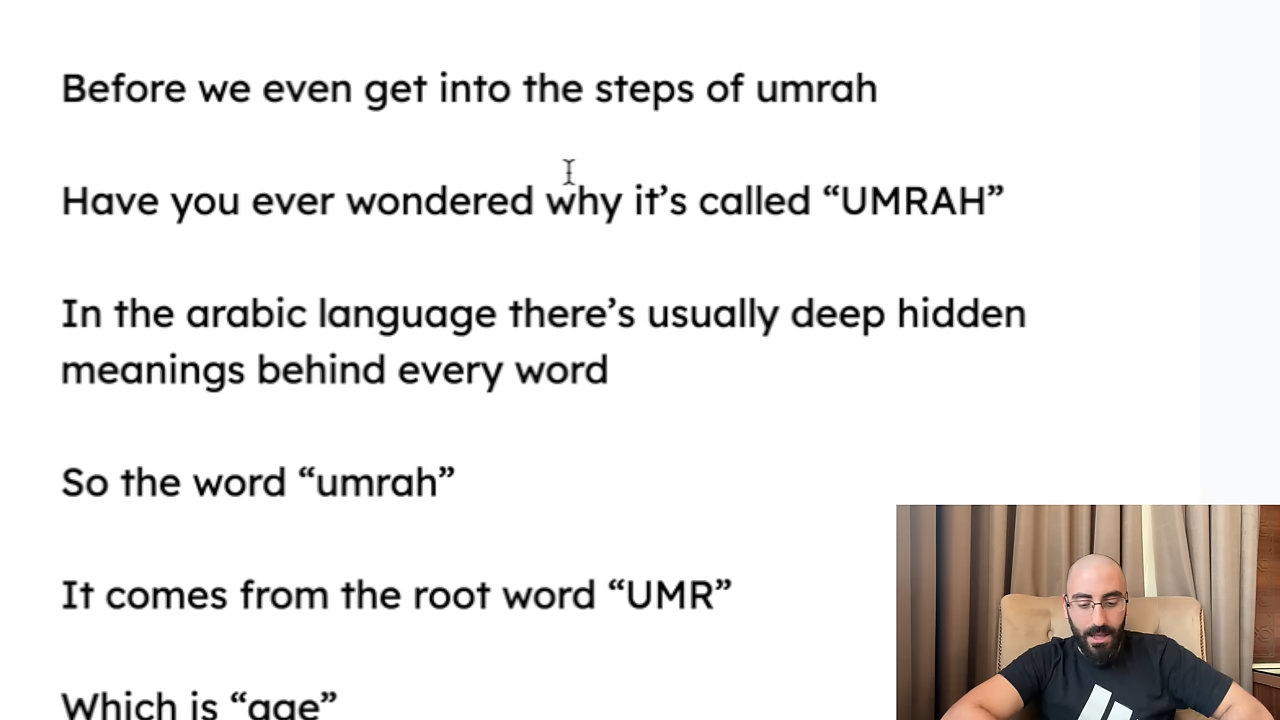 Before we even get into the steps of umrah
Have you ever wondered why it’s called “UMRAH”
In the arabic language there’s usually deep hidden
meanings behind every word
So the word “umrah”
It comes from the root word “UMR”
Which is “age”